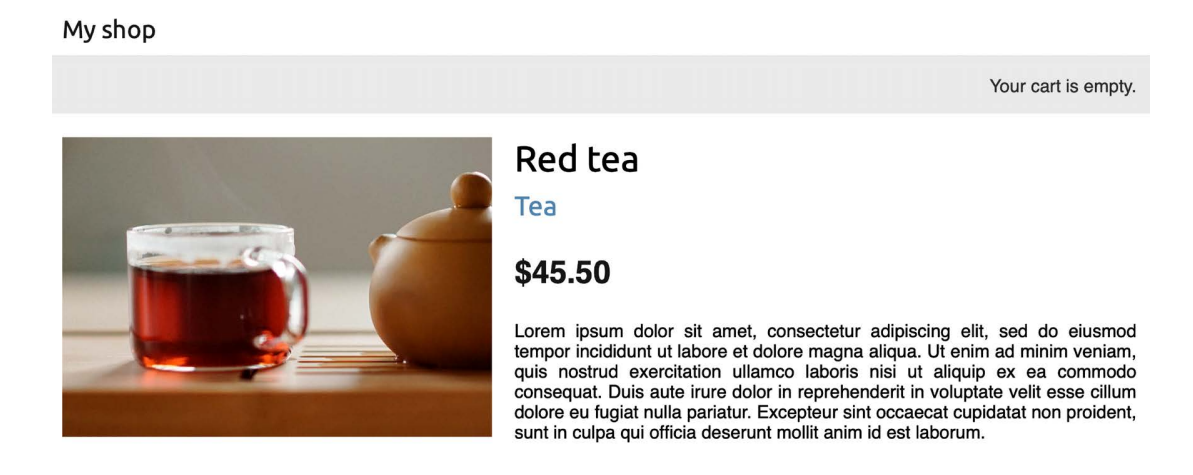 My shop
Your cart is empty.
Red tea
Tea
$45.50
Lorem ipsum dolor sit amet, consectetur adipiscing elit, sed do eiusmod
tempor incididunt ut labore et dolore magna aliqua. Ut enim ad minim veniam,
quis nostrud exercitation ullamco laboris nisi ut aliquip ex ea commodo
consequat. Duis aute irure dolor in reprehenderit in voluptate velit esse cillum
dolore eu fugiat nulla pariatur. Excepteur sint occaecat cupidatat non proident,
sunt in culpa qui officia deserunt mollit anim id est laborum.